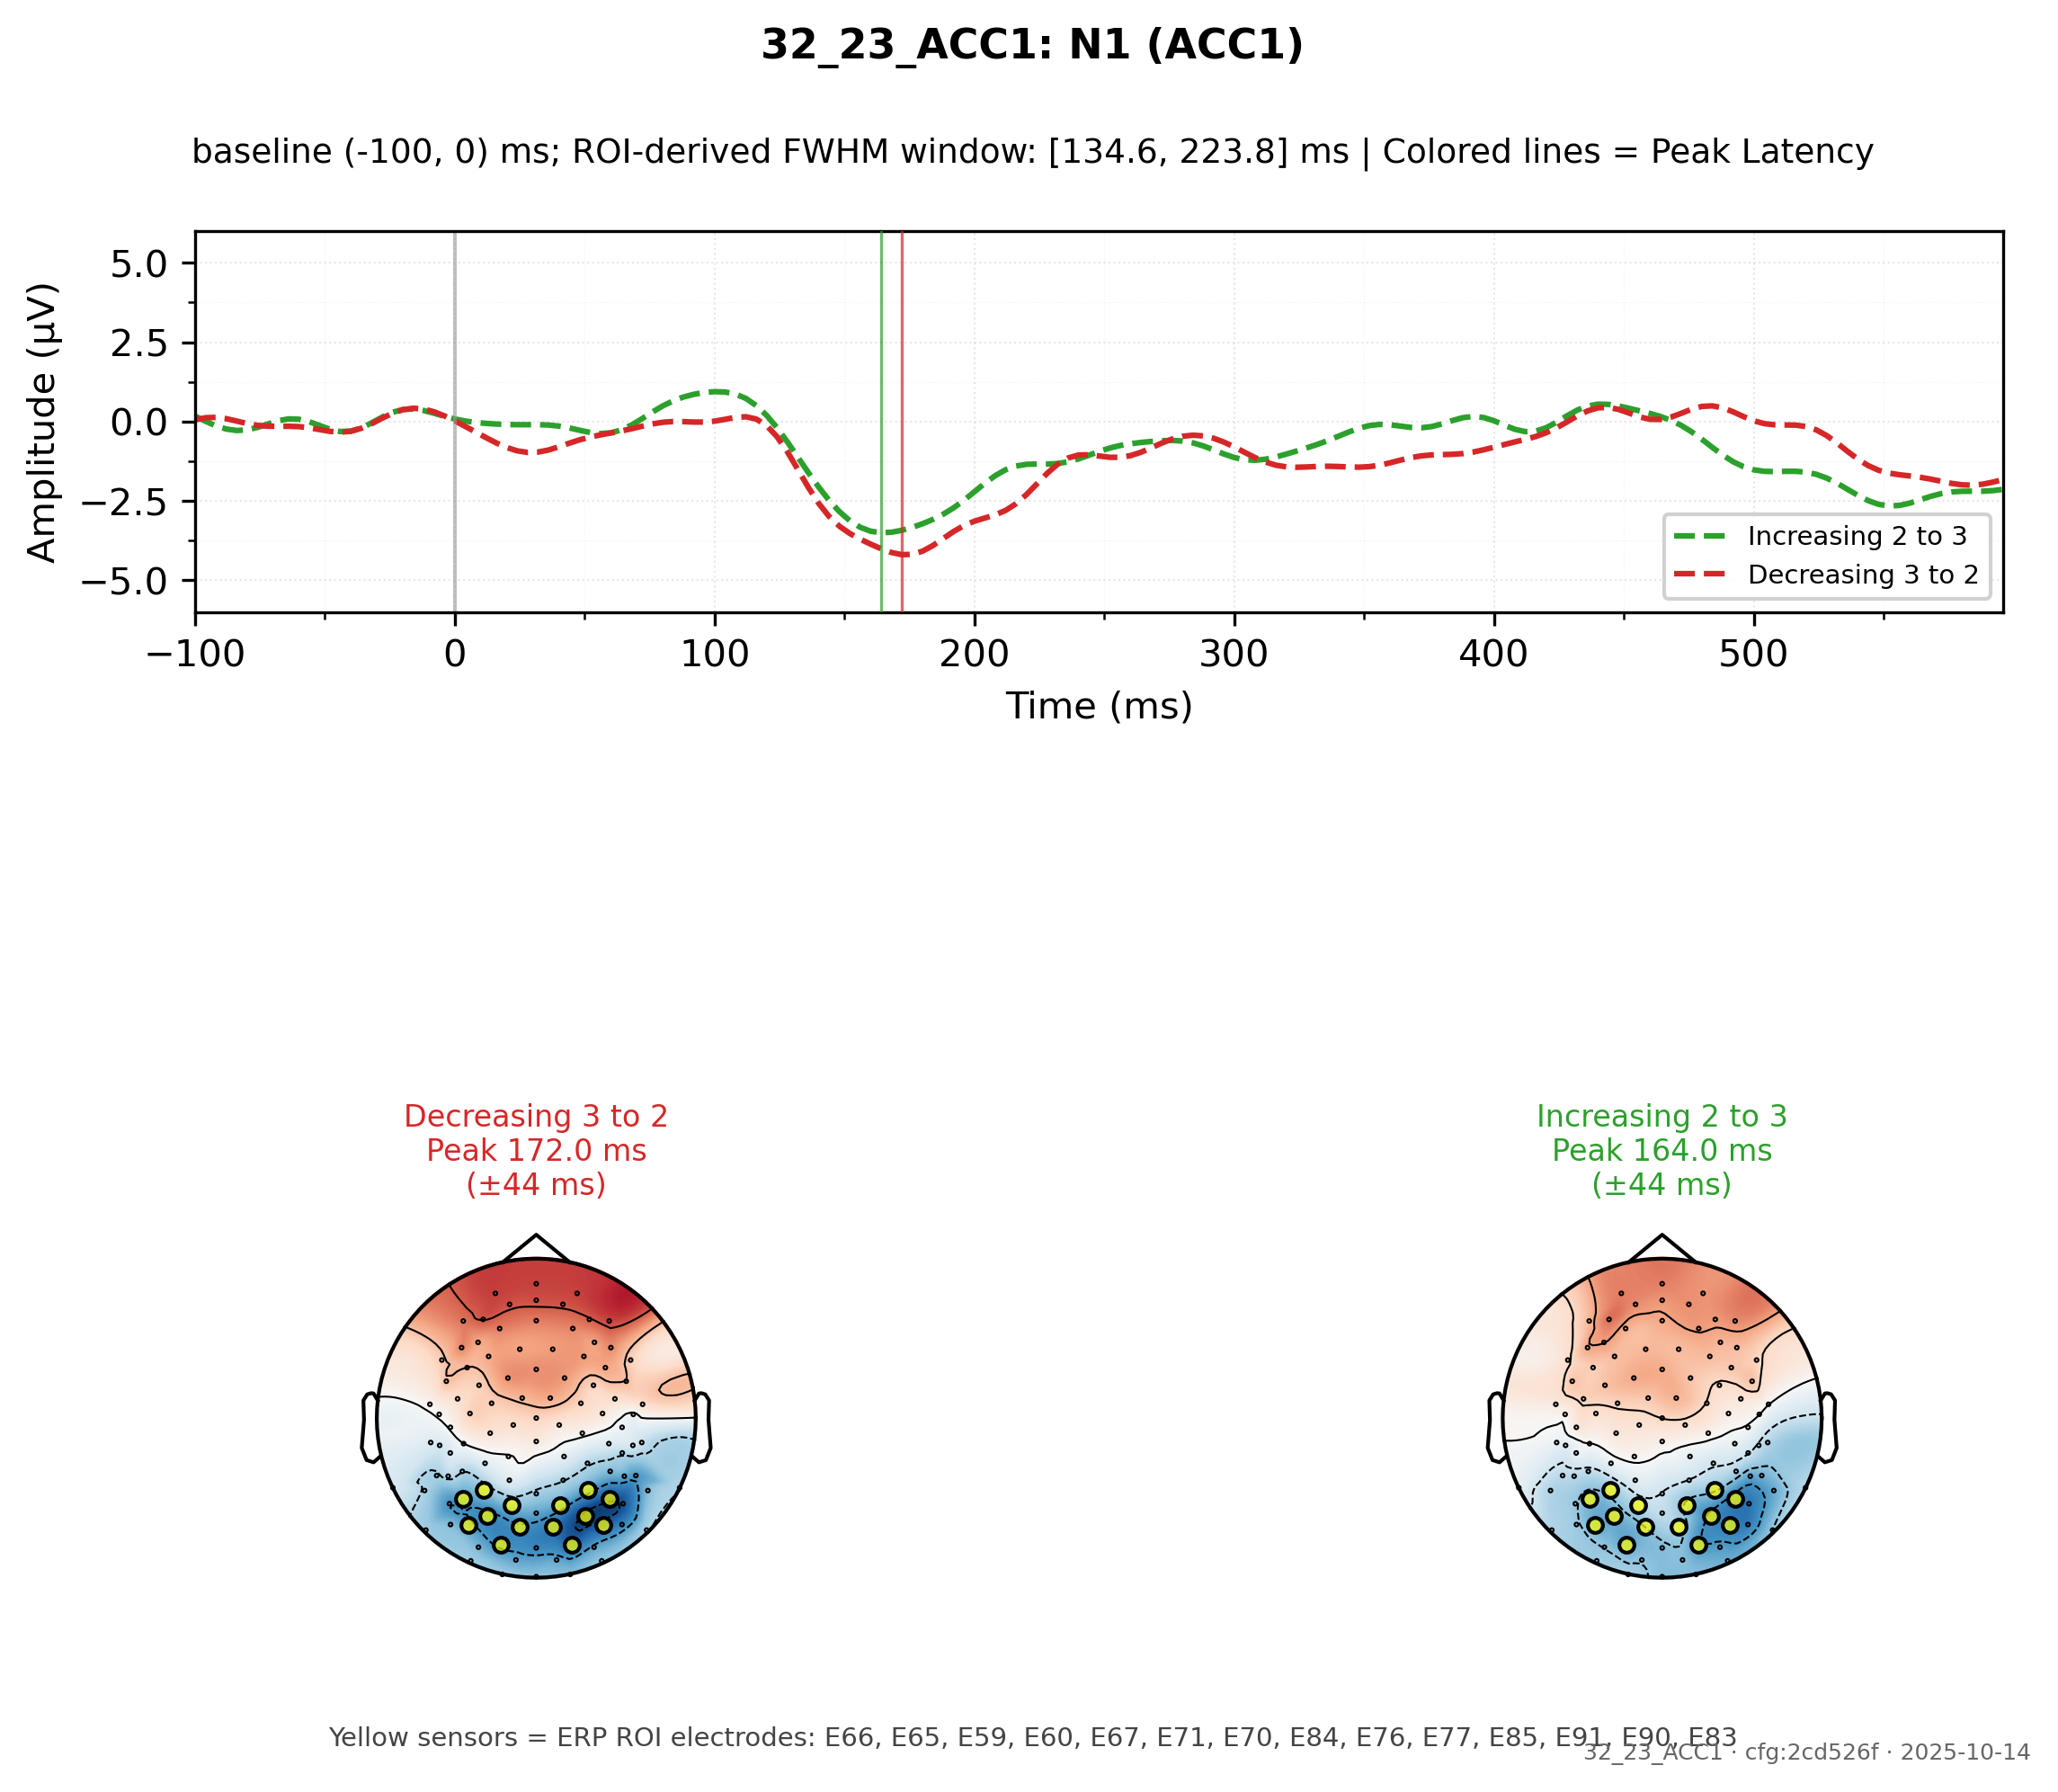 32_23_ACC1: N1 (ACC1)
baseline (-100, 0) ms; ROI-derived FWHM window: [134.6, 223.8] ms | Colored lines = Peak Latency
5.0
2.5
0.0
−2.5
−5.0
Amplitude (µV)
Increasing 2 to 3
Decreasing 3 to 2
−100
0
100
200
300
400
500
Time (ms)
Decreasing 3 to 2
Peak 172.0 ms
(±44 ms)
Increasing 2 to 3
Peak 164.0 ms
(±44 ms)
Yellow sensors = ERP ROI electrodes: E66, E65, E59, E60, E67, E71, E70, E84, E76, E77, E85, E91, E90, E83
32_23_ACC1 · cfg:2cd526f · 2025-10-14